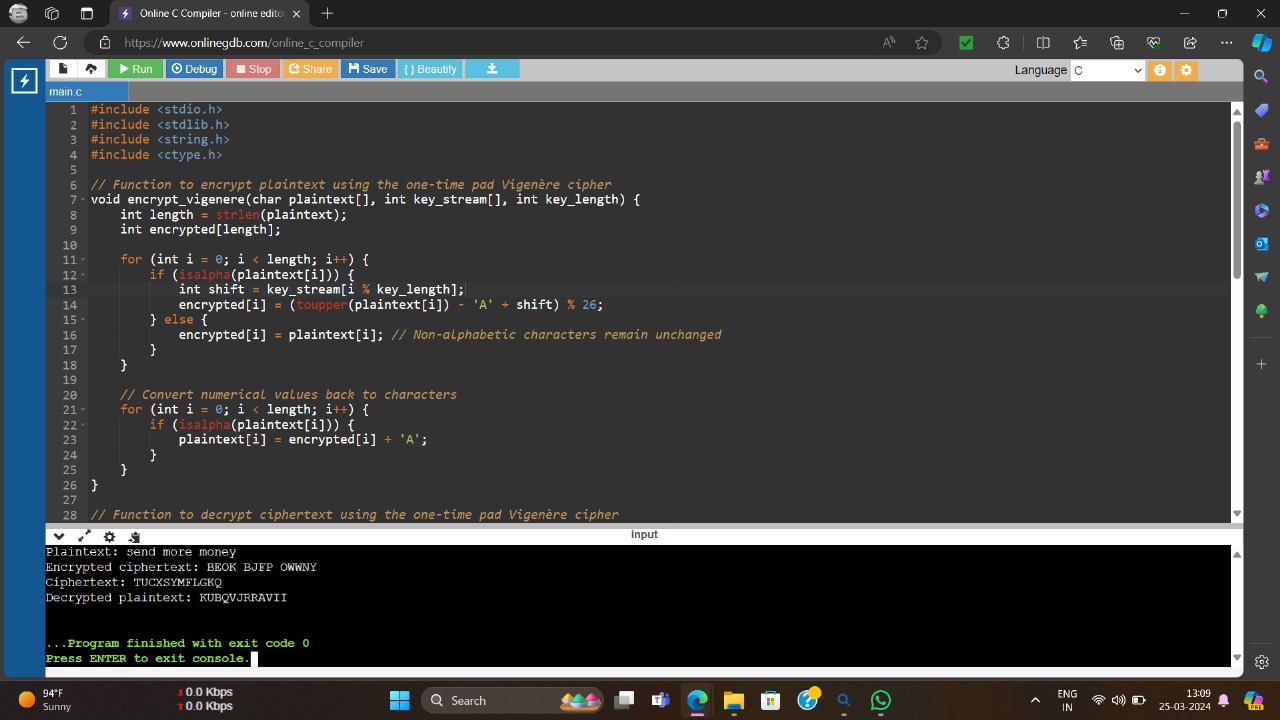 Online C Compiler - online edito
https://www.onlinegdb.com/online_c_compiler
Run Debug Stop Share Save { } Beautify Language C
main.c
1 #include <stdio.h>
2 #include <stdlib.h>
3 #include <string.h>
4 #include <ctype.h>
5
6 // Function to encrypt plaintext using the one-time pad Vigenère cipher
7 void encrypt_vigenere(char plaintext[], int key_stream[], int key_length) {
8 int length = strlen(plaintext);
9 int encrypted[length];
10
11 for (int i = 0; i < length; i++) {
12 if (isalpha(plaintext[i])) {
13 int shift = key_stream[i % key_length];
14 encrypted[i] = (toupper(plaintext[i]) - 'A' + shift) % 26;
15 } else {
16 encrypted[i] = plaintext[i]; // Non-alphabetic characters remain unchanged
17 }
18 }
19
20 // Convert numerical values back to characters
21 for (int i = 0; i < length; i++) {
22 if (isalpha(plaintext[i])) {
23 plaintext[i] = encrypted[i] + 'A';
24 }
25 }
26 }
27
28 // Function to decrypt ciphertext using the one-time pad Vigenère cipher
input
Plaintext: send more money
Encrypted ciphertext: BEOK BJFP OWWNY
Ciphertext: TUCXSYMFLGKQ
Decrypted plaintext: KUBQVJRRAVII
...Program finished with exit code 0
Press ENTER to exit console.
94°F
Sunny
0.0 Kbps
0.0 Kbps
Search
ENG
IN
13:09
25-03-2024